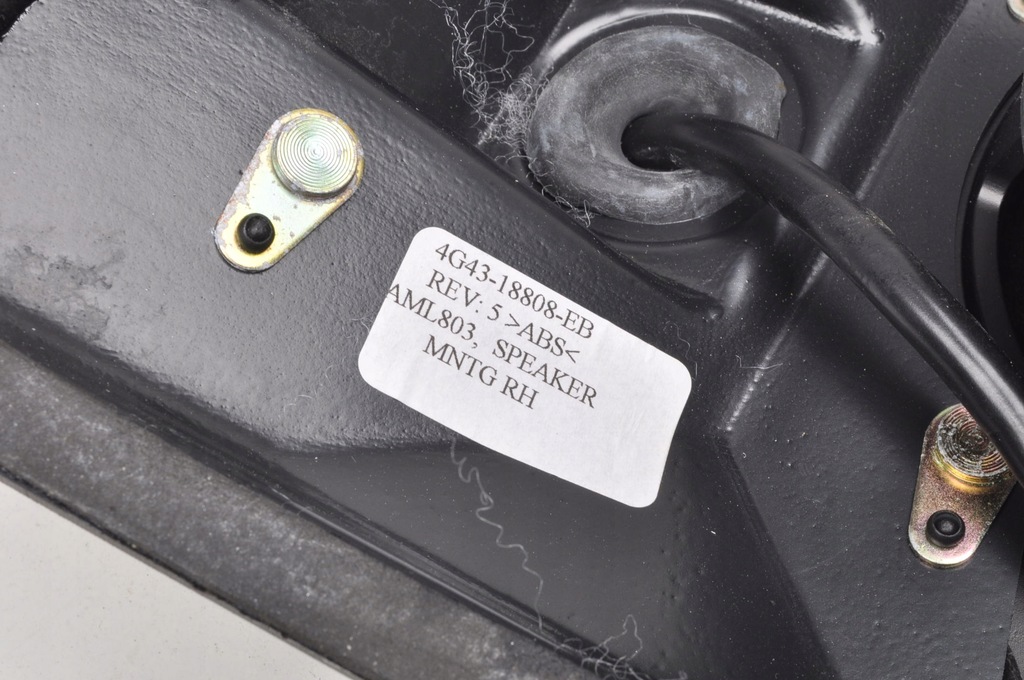 4G43-18808-EB
REV: 5 >ABS<
AML803, SPEAKER
MNTG RH